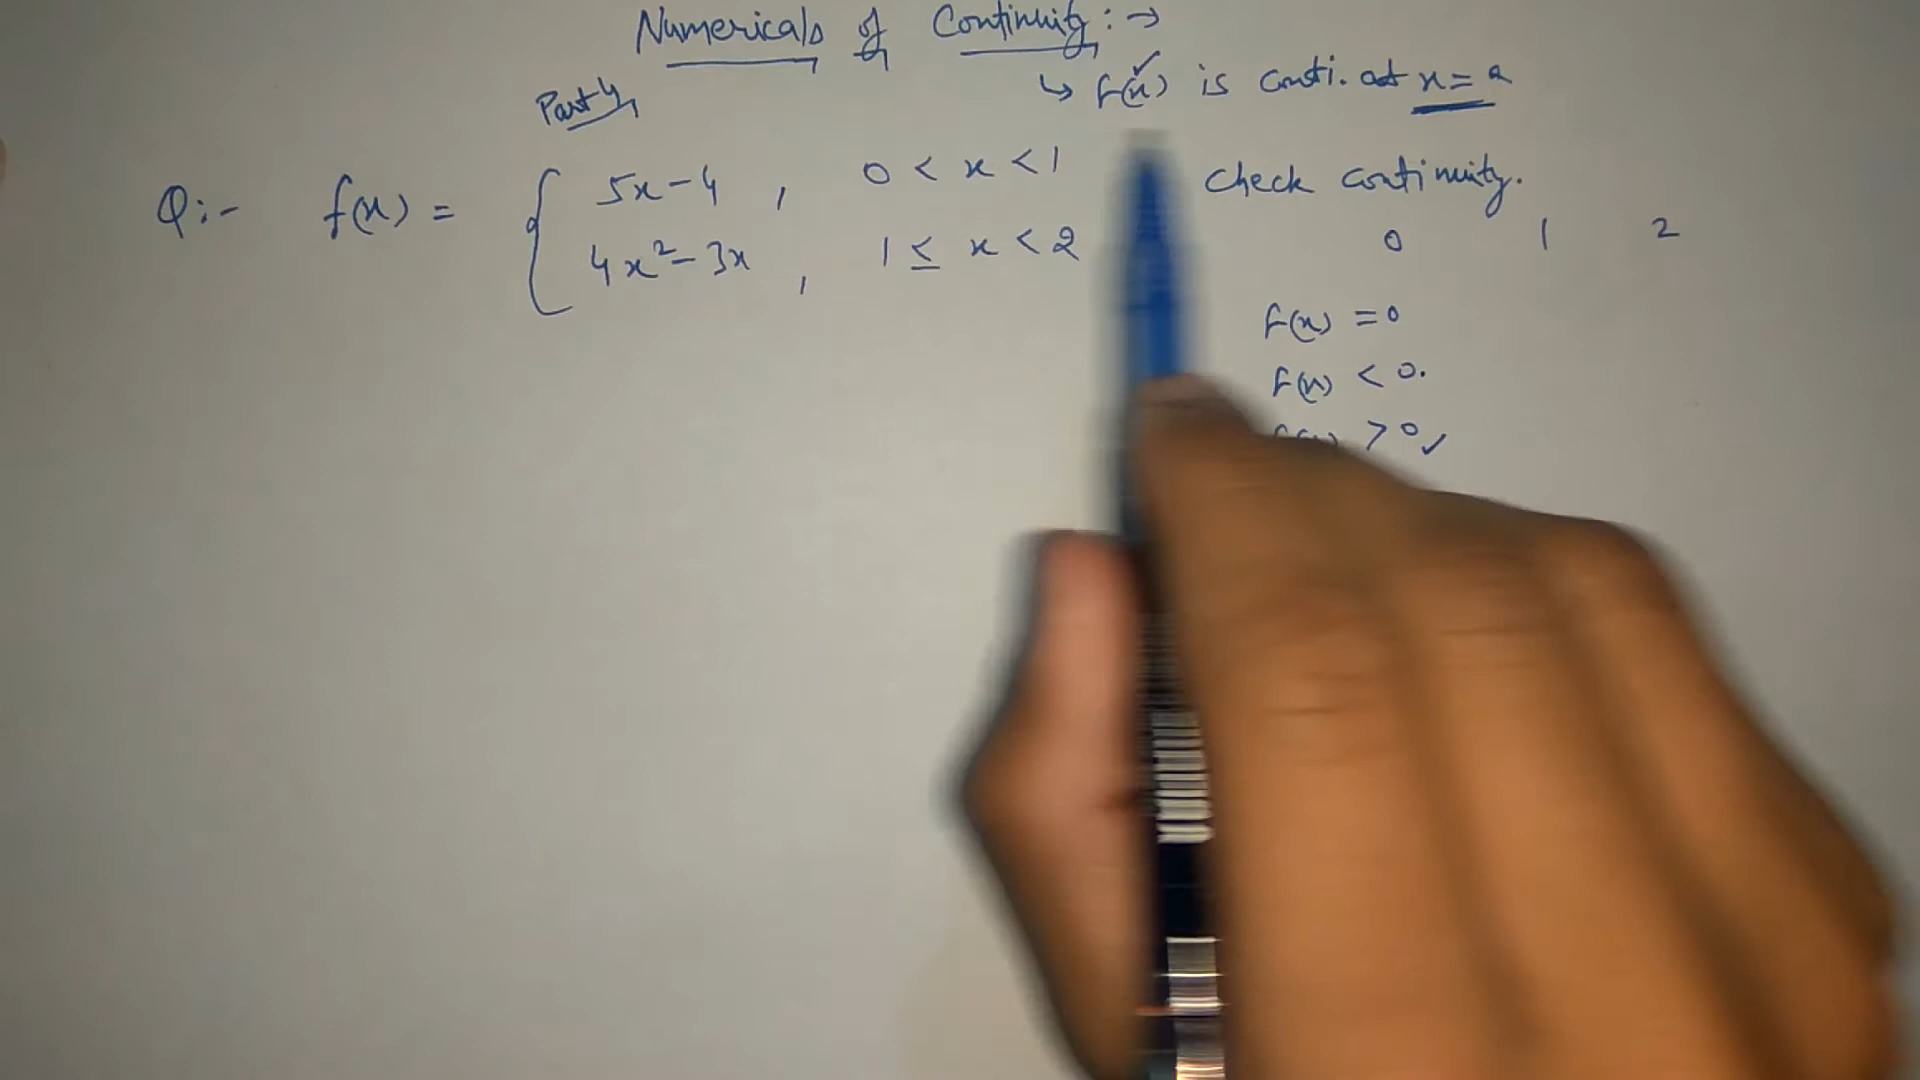 Numericals of Continuity :→
Part 4
↳ f(x) ✓ is conti. at x = a
Q:- f(x) = { 5x-4 , 0 < x < 1
4x²-3x , 1 ≤ x < 2
Check continuity.
0 1 2
f(x) = 0
f(x) < 0.
> 0 ✓